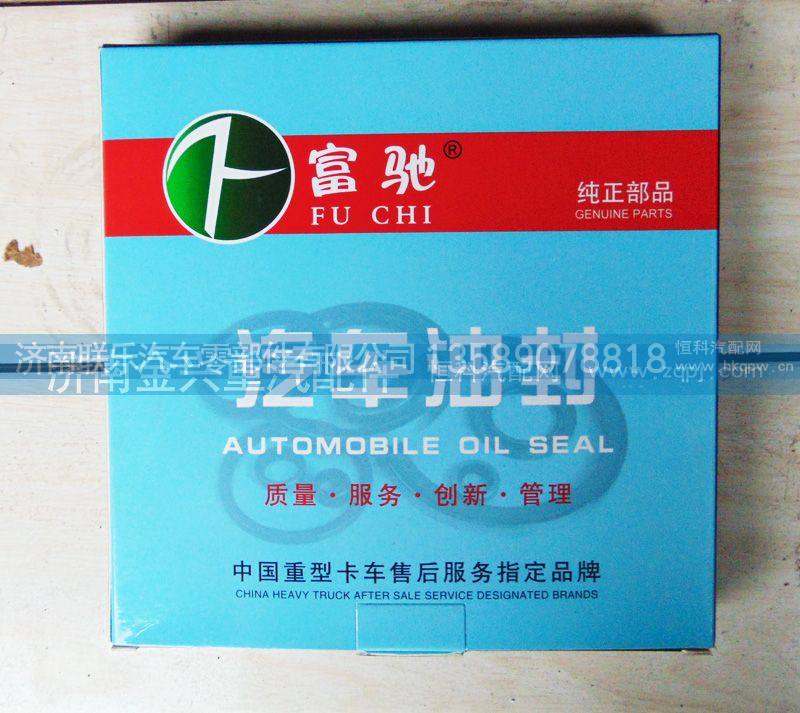 富驰®
FU CHI
纯正部品
GENUINE PARTS
济南联乐汽车零部件有限公司 13589078818 恒科汽配网
www.hkqpw.cn
汽车油封
AUTOMOBILE OIL SEAL
质量·服务·创新·管理
中国重型卡车售后服务指定品牌
CHINA HEAVY TRUCK AFTER SALE SERVICE DESIGNATED BRANDS